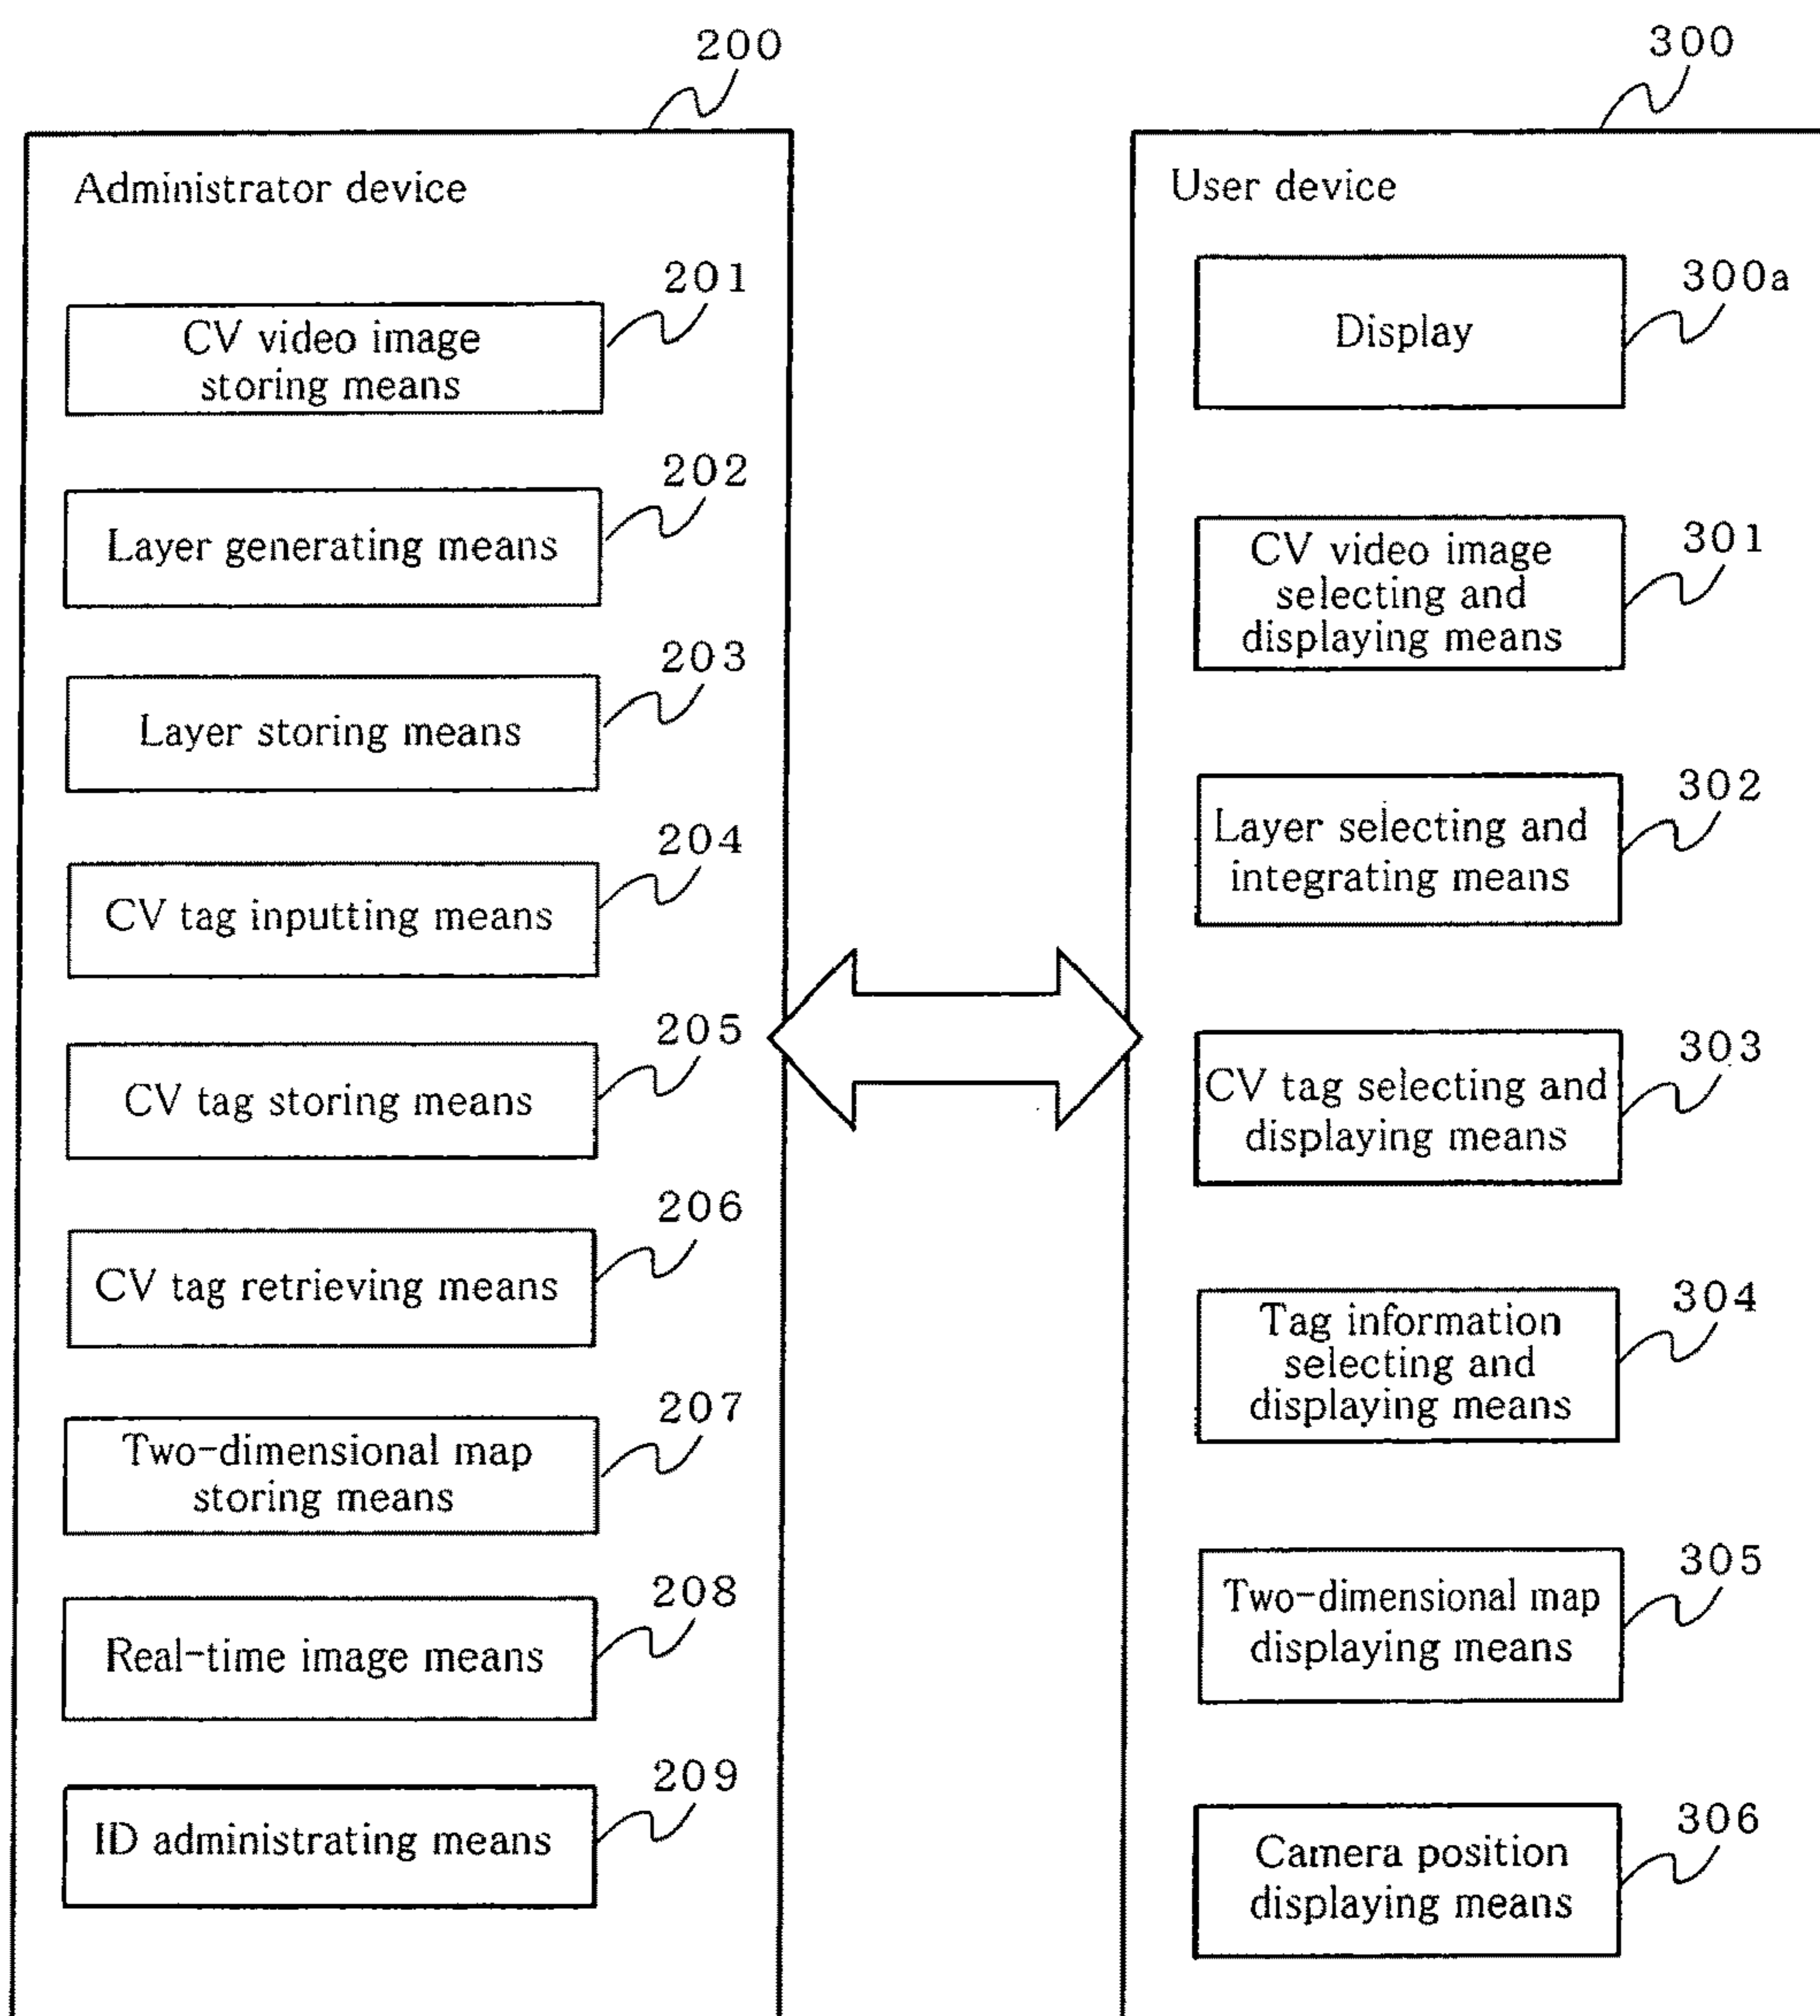 200
Administrator device
201
CV video image
storing means
202
Layer generating means
203
Layer storing means
204
CV tag inputting means
205
CV tag storing means
206
CV tag retrieving means
207
Two-dimensional map
storing means
208
Real-time image means
209
ID administrating means
300
User device
300a
Display
301
CV video image
selecting and
displaying means
302
Layer selecting and
integrating means
303
CV tag selecting and
displaying means
304
Tag information
selecting and
displaying means
305
Two-dimensional map
displaying means
306
Camera position
displaying means